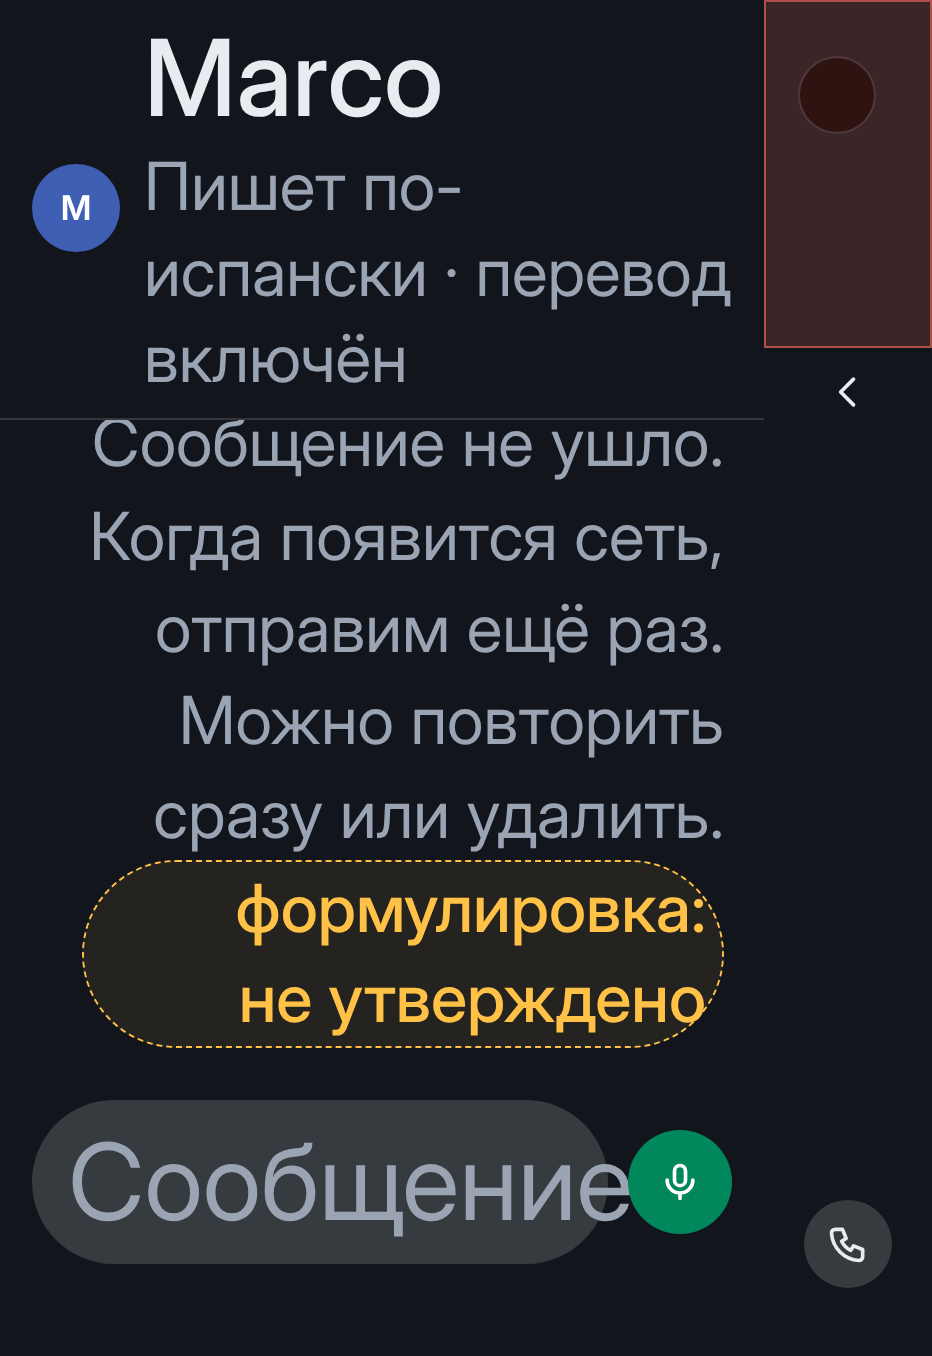 Marco
M
Пишет по-
испански · перевод
включён
Сообщение не ушло.
Когда появится сеть,
отправим ещё раз.
Можно повторить
сразу или удалить.
формулировка:
не утверждено
Сообщение